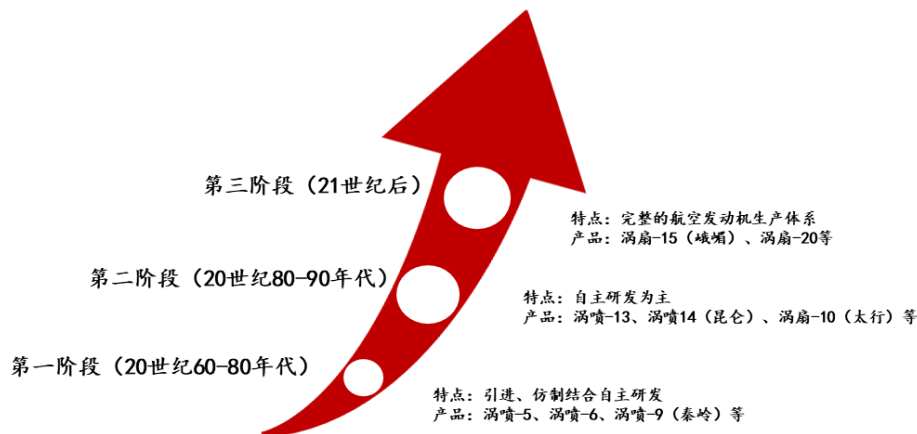 第三阶段（21世纪后）
特点：完整的航空发动机生产体系
产品：涡扇-15（峨嵋）、涡扇-20等
第二阶段（20世纪80-90年代）
特点：自主研发为主
产品：涡喷-13、涡喷14（昆仑）、涡扇-10（太行）等
第一阶段（20世纪60-80年代）
特点：引进、仿制结合自主研发
产品：涡喷-5、涡喷-6、涡喷-9（秦岭）等